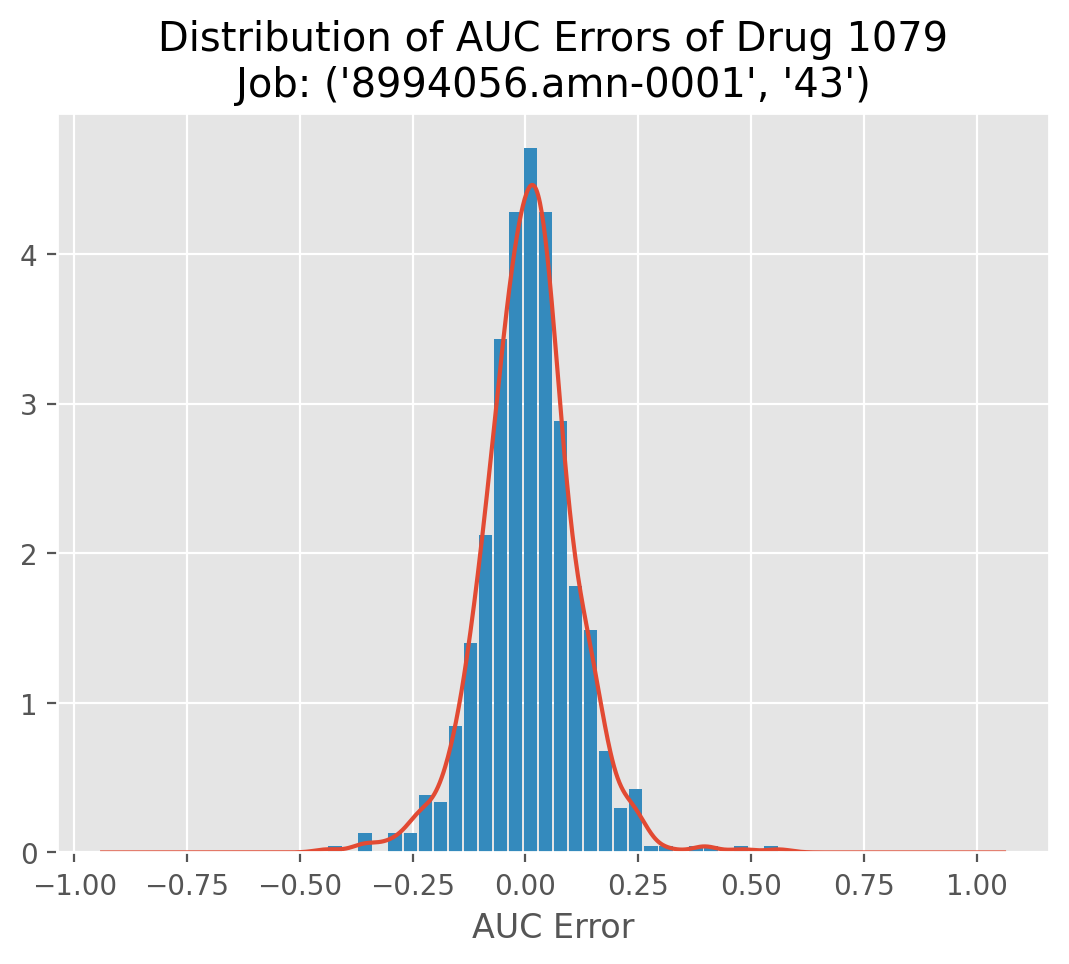 Distribution of AUC Errors of Drug 1079
Job: ('8994056.amn-0001', '43')
4
3
2
1
0
−1.00 −0.75 −0.50 −0.25 0.00 0.25 0.50 0.75 1.00
AUC Error